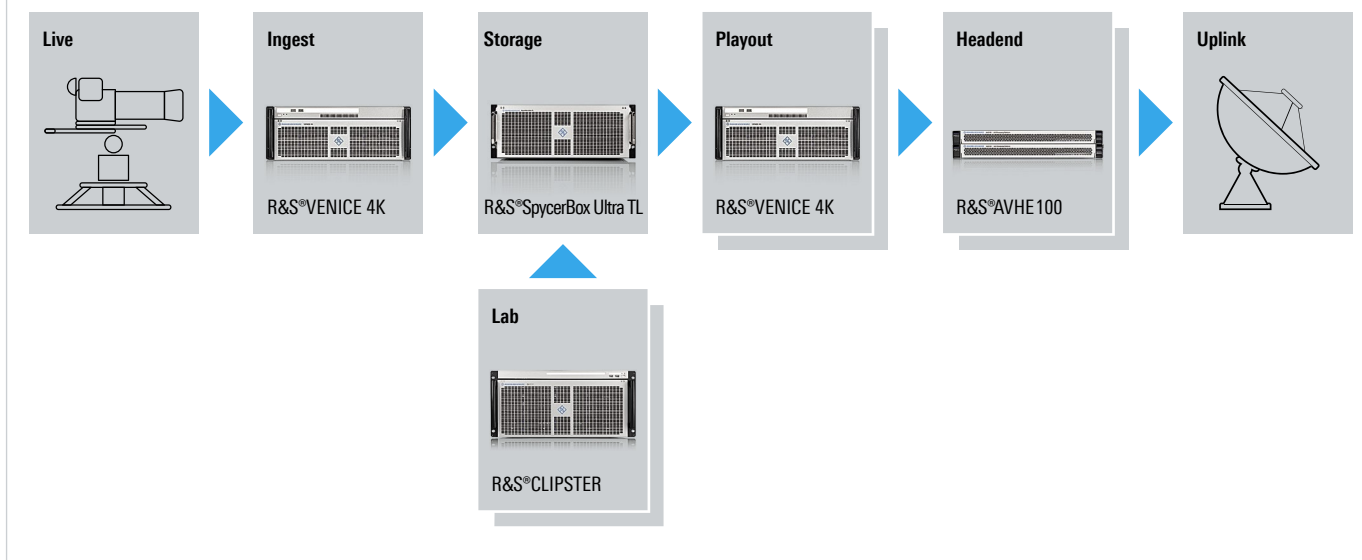 Live
Ingest
Storage
Playout
Headend
Uplink
R&S®VENICE 4K
R&S®SpycerBox Ultra TL
R&S®VENICE 4K
R&S®AVHE100
Lab
R&S®CLIPSTER